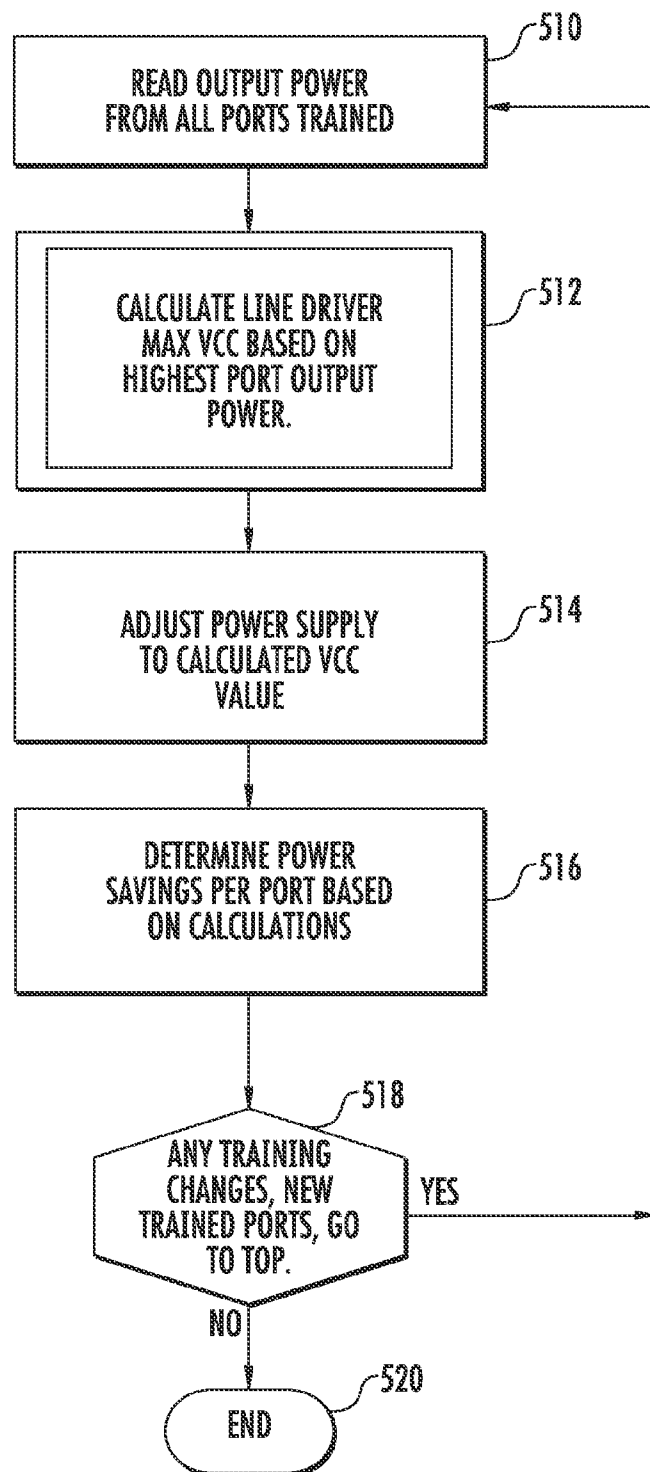 510
READ OUTPUT POWER
FROM ALL PORTS TRAINED
512
CALCULATE LINE DRIVER
MAX VCC BASED ON
HIGHEST PORT OUTPUT
POWER.
514
ADJUST POWER SUPPLY
TO CALCULATED VCC
VALUE
516
DETERMINE POWER
SAVINGS PER PORT BASED
ON CALCULATIONS
518
ANY TRAINING
CHANGES, NEW
TRAINED PORTS, GO
TO TOP.
YES
NO
520
END